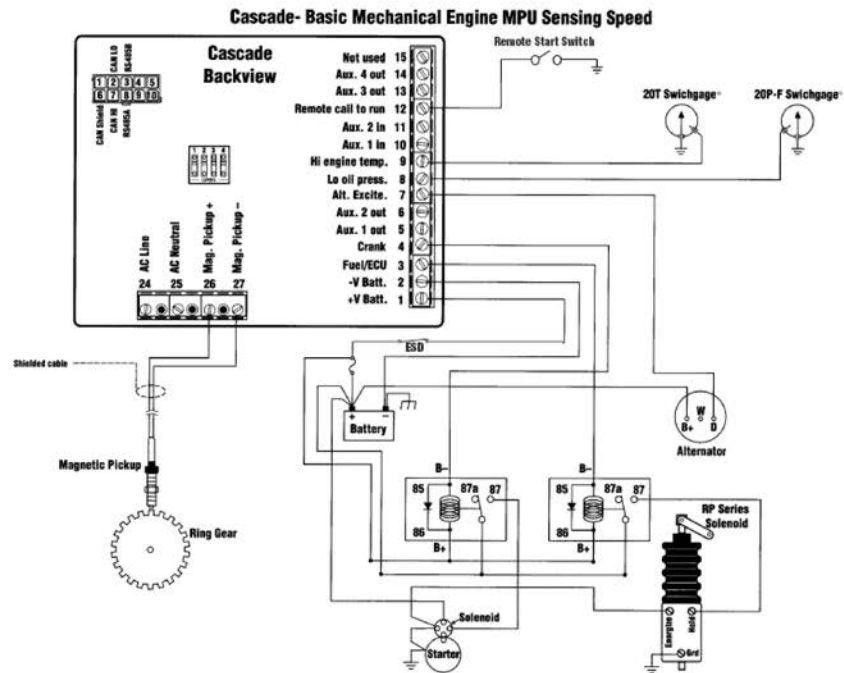 Cascade- Basic Mechanical Engine MPU Sensing Speed
Cascade
Backview
CAN LO
RS485B
1 2 3 4 5
6 7 8 9 10
CAN Shield
CAN HI
RS485A
1 2 3 4
OPEN
Not used 15
Aux. 4 out 14
Aux. 3 out 13
Remote call to run 12
Aux. 2 in 11
Aux. 1 in 10
Hi engine temp. 9
Lo oil press. 8
Alt. Excite. 7
Aux. 2 out 6
Aux. 1 out 5
Crank 4
Fuel/ECU 3
-V Batt. 2
+V Batt. 1
AC Line
AC Neutral
Mag. Pickup +
Mag. Pickup –
24 25 26 27
Remote Start Switch
20T Swichgage®
20P-F Swichgage®
Shielded cable
Magnetic Pickup
Ring Gear
ESD
+ –
Battery
B+ W D
Alternator
B–
85 87a 87
86
B+
B–
85 87a 87
86
B+
RP Series
Solenoid
Energize
Hold
Grd
Solenoid
Starter